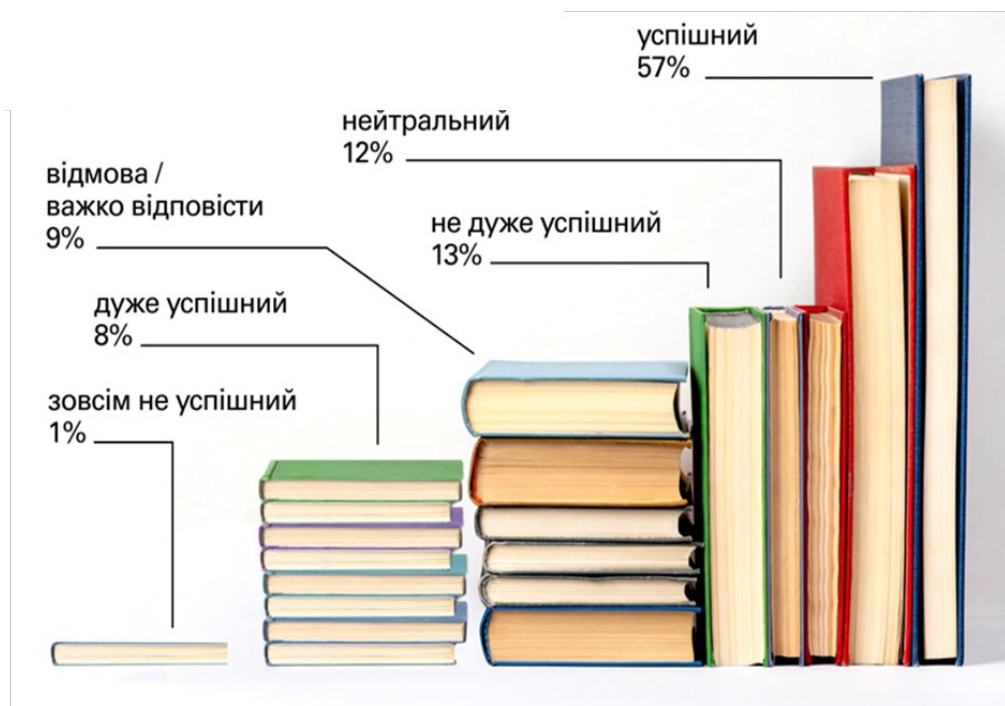 успішний
57%
нейтральний
12%
відмова /
важко відповісти
9%
не дуже успішний
13%
дуже успішний
8%
зовсім не успішний
1%